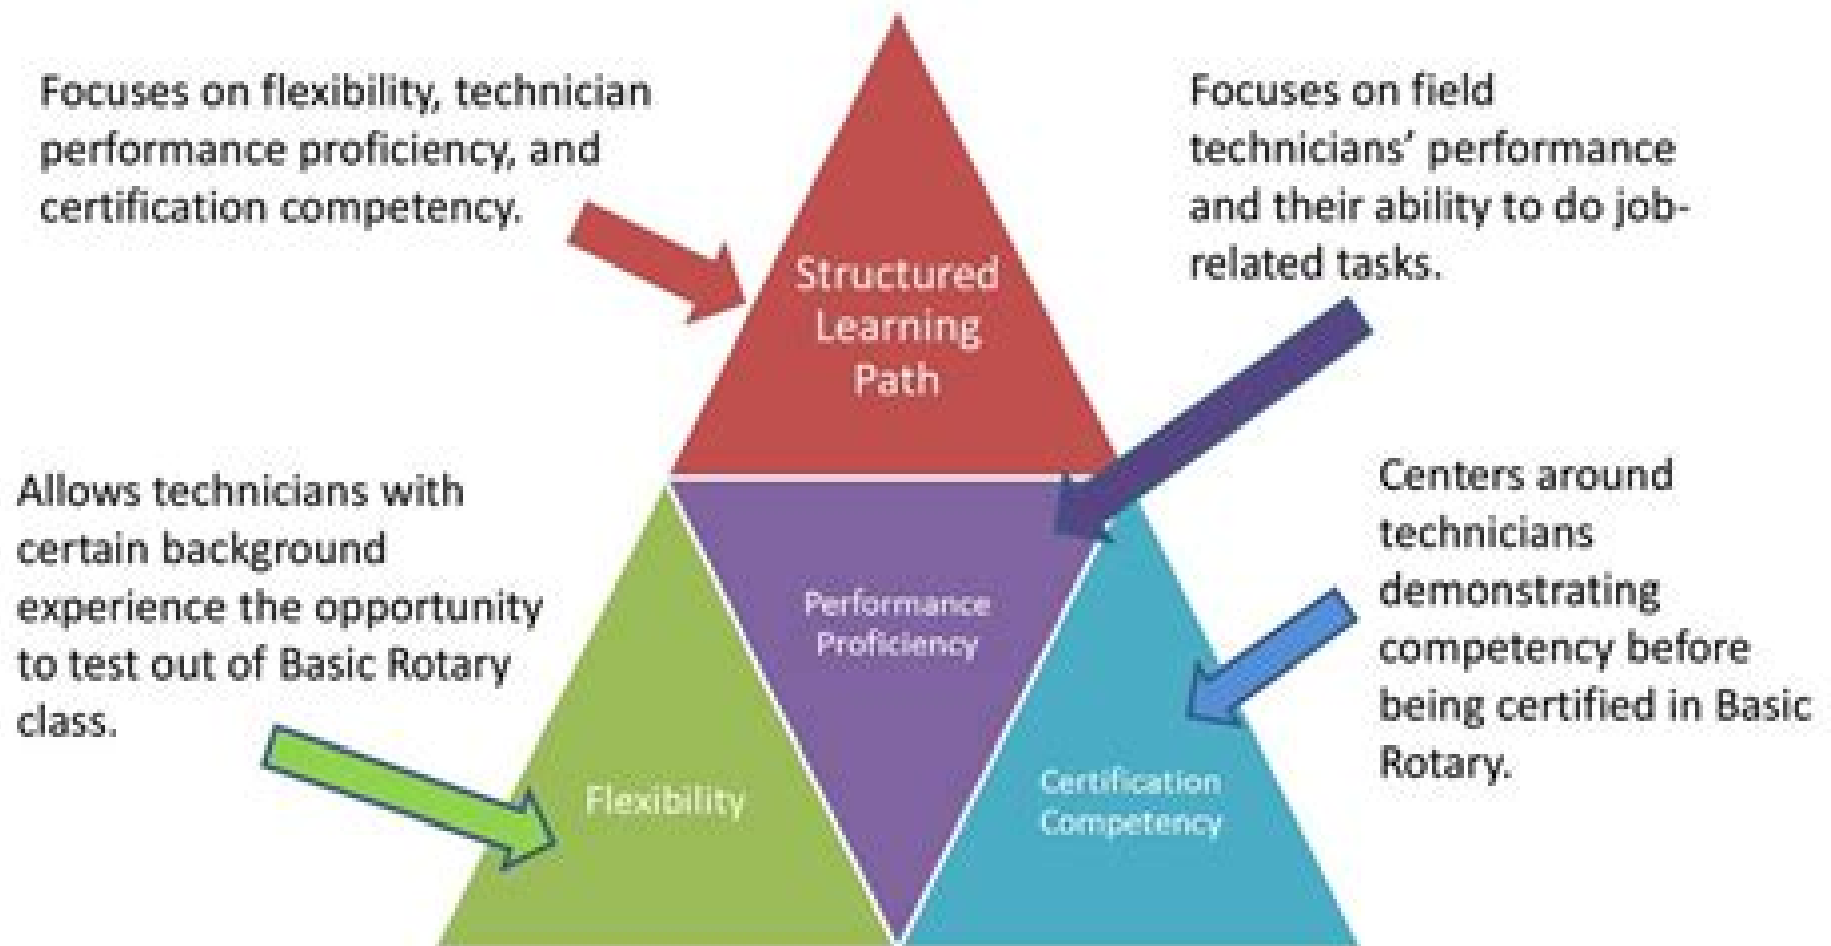 Focuses on flexibility, technician
performance proficiency, and
certification competency.
Focuses on field
technicians’ performance
and their ability to do job-
related tasks.
Structured
Learning
Path
Allows technicians with
certain background
experience the opportunity
to test out of Basic Rotary
class.
Centers around
technicians
demonstrating
competency before
being certified in Basic
Rotary.
Performance
Proficiency
Flexibility
Certification
Competency